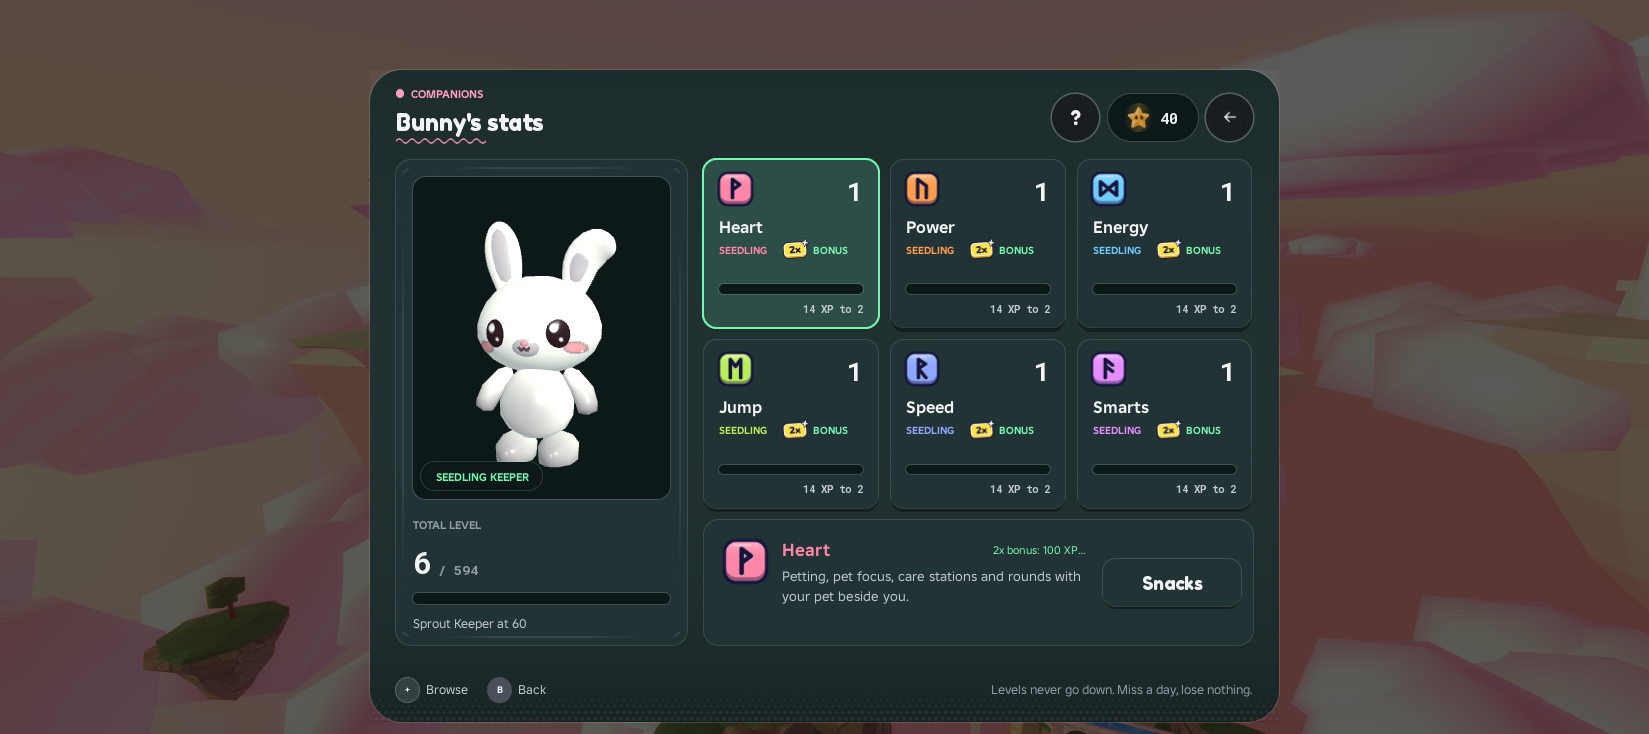 COMPANIONS
Bunny's stats
?
40
SEEDLING KEEPER
TOTAL LEVEL
6 / 594
Sprout Keeper at 60
1
Heart
SEEDLING 2x BONUS
14 XP to 2
1
Power
SEEDLING 2x BONUS
14 XP to 2
1
Energy
SEEDLING 2x BONUS
14 XP to 2
1
Jump
SEEDLING 2x BONUS
14 XP to 2
1
Speed
SEEDLING 2x BONUS
14 XP to 2
1
Smarts
SEEDLING 2x BONUS
14 XP to 2
Heart
2x bonus: 100 XP...
Petting, pet focus, care stations and rounds with
your pet beside you.
Snacks
+ Browse
B Back
Levels never go down. Miss a day, lose nothing.